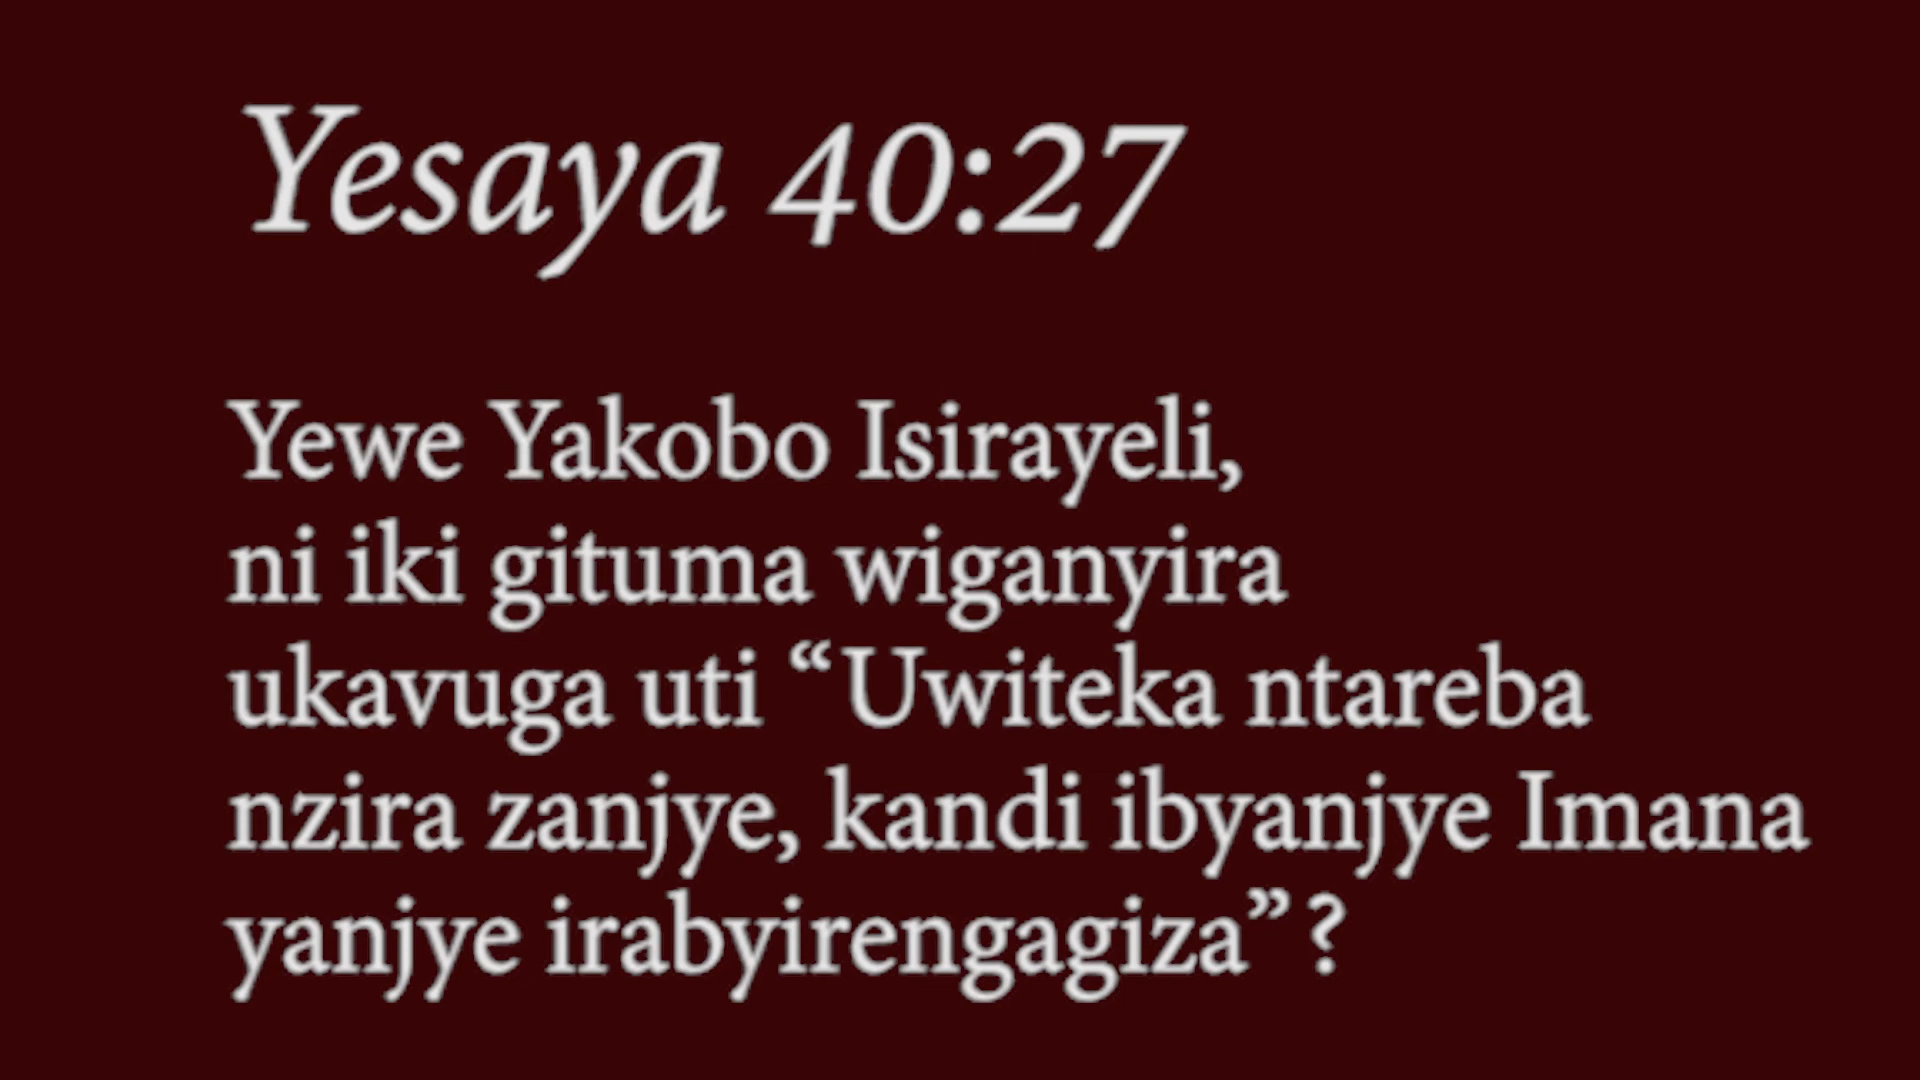 Yesaya 40:27
Yewe Yakobo Isirayeli,
ni iki gituma wiganyira
ukavuga uti “Uwiteka ntareba
nzira zanjye, kandi ibyanjye Imana
yanjye irabyirengagiza”?